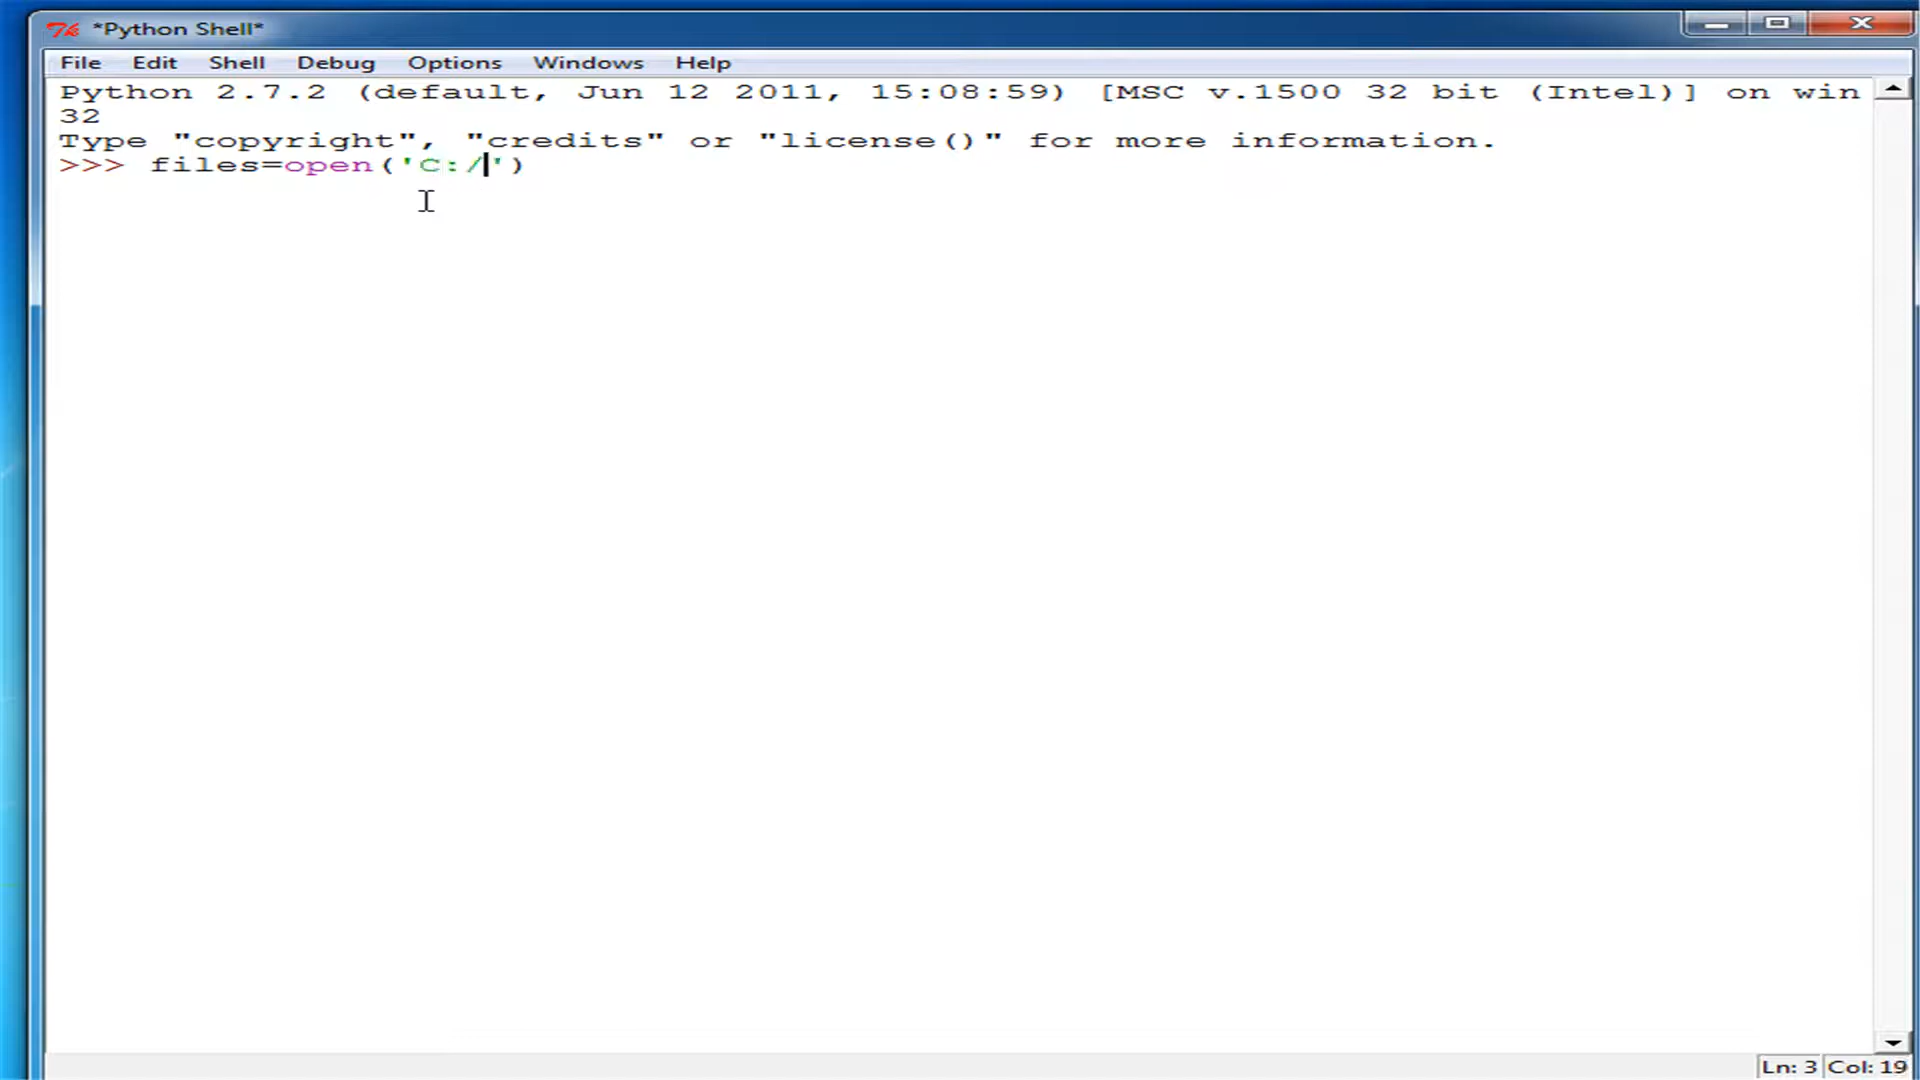 *Python Shell*
File Edit Shell Debug Options Windows Help
Python 2.7.2 (default, Jun 12 2011, 15:08:59) [MSC v.1500 32 bit (Intel)] on win
32
Type "copyright", "credits" or "license()" for more information.
>>> files=open('C:/')
Ln: 3 Col: 19